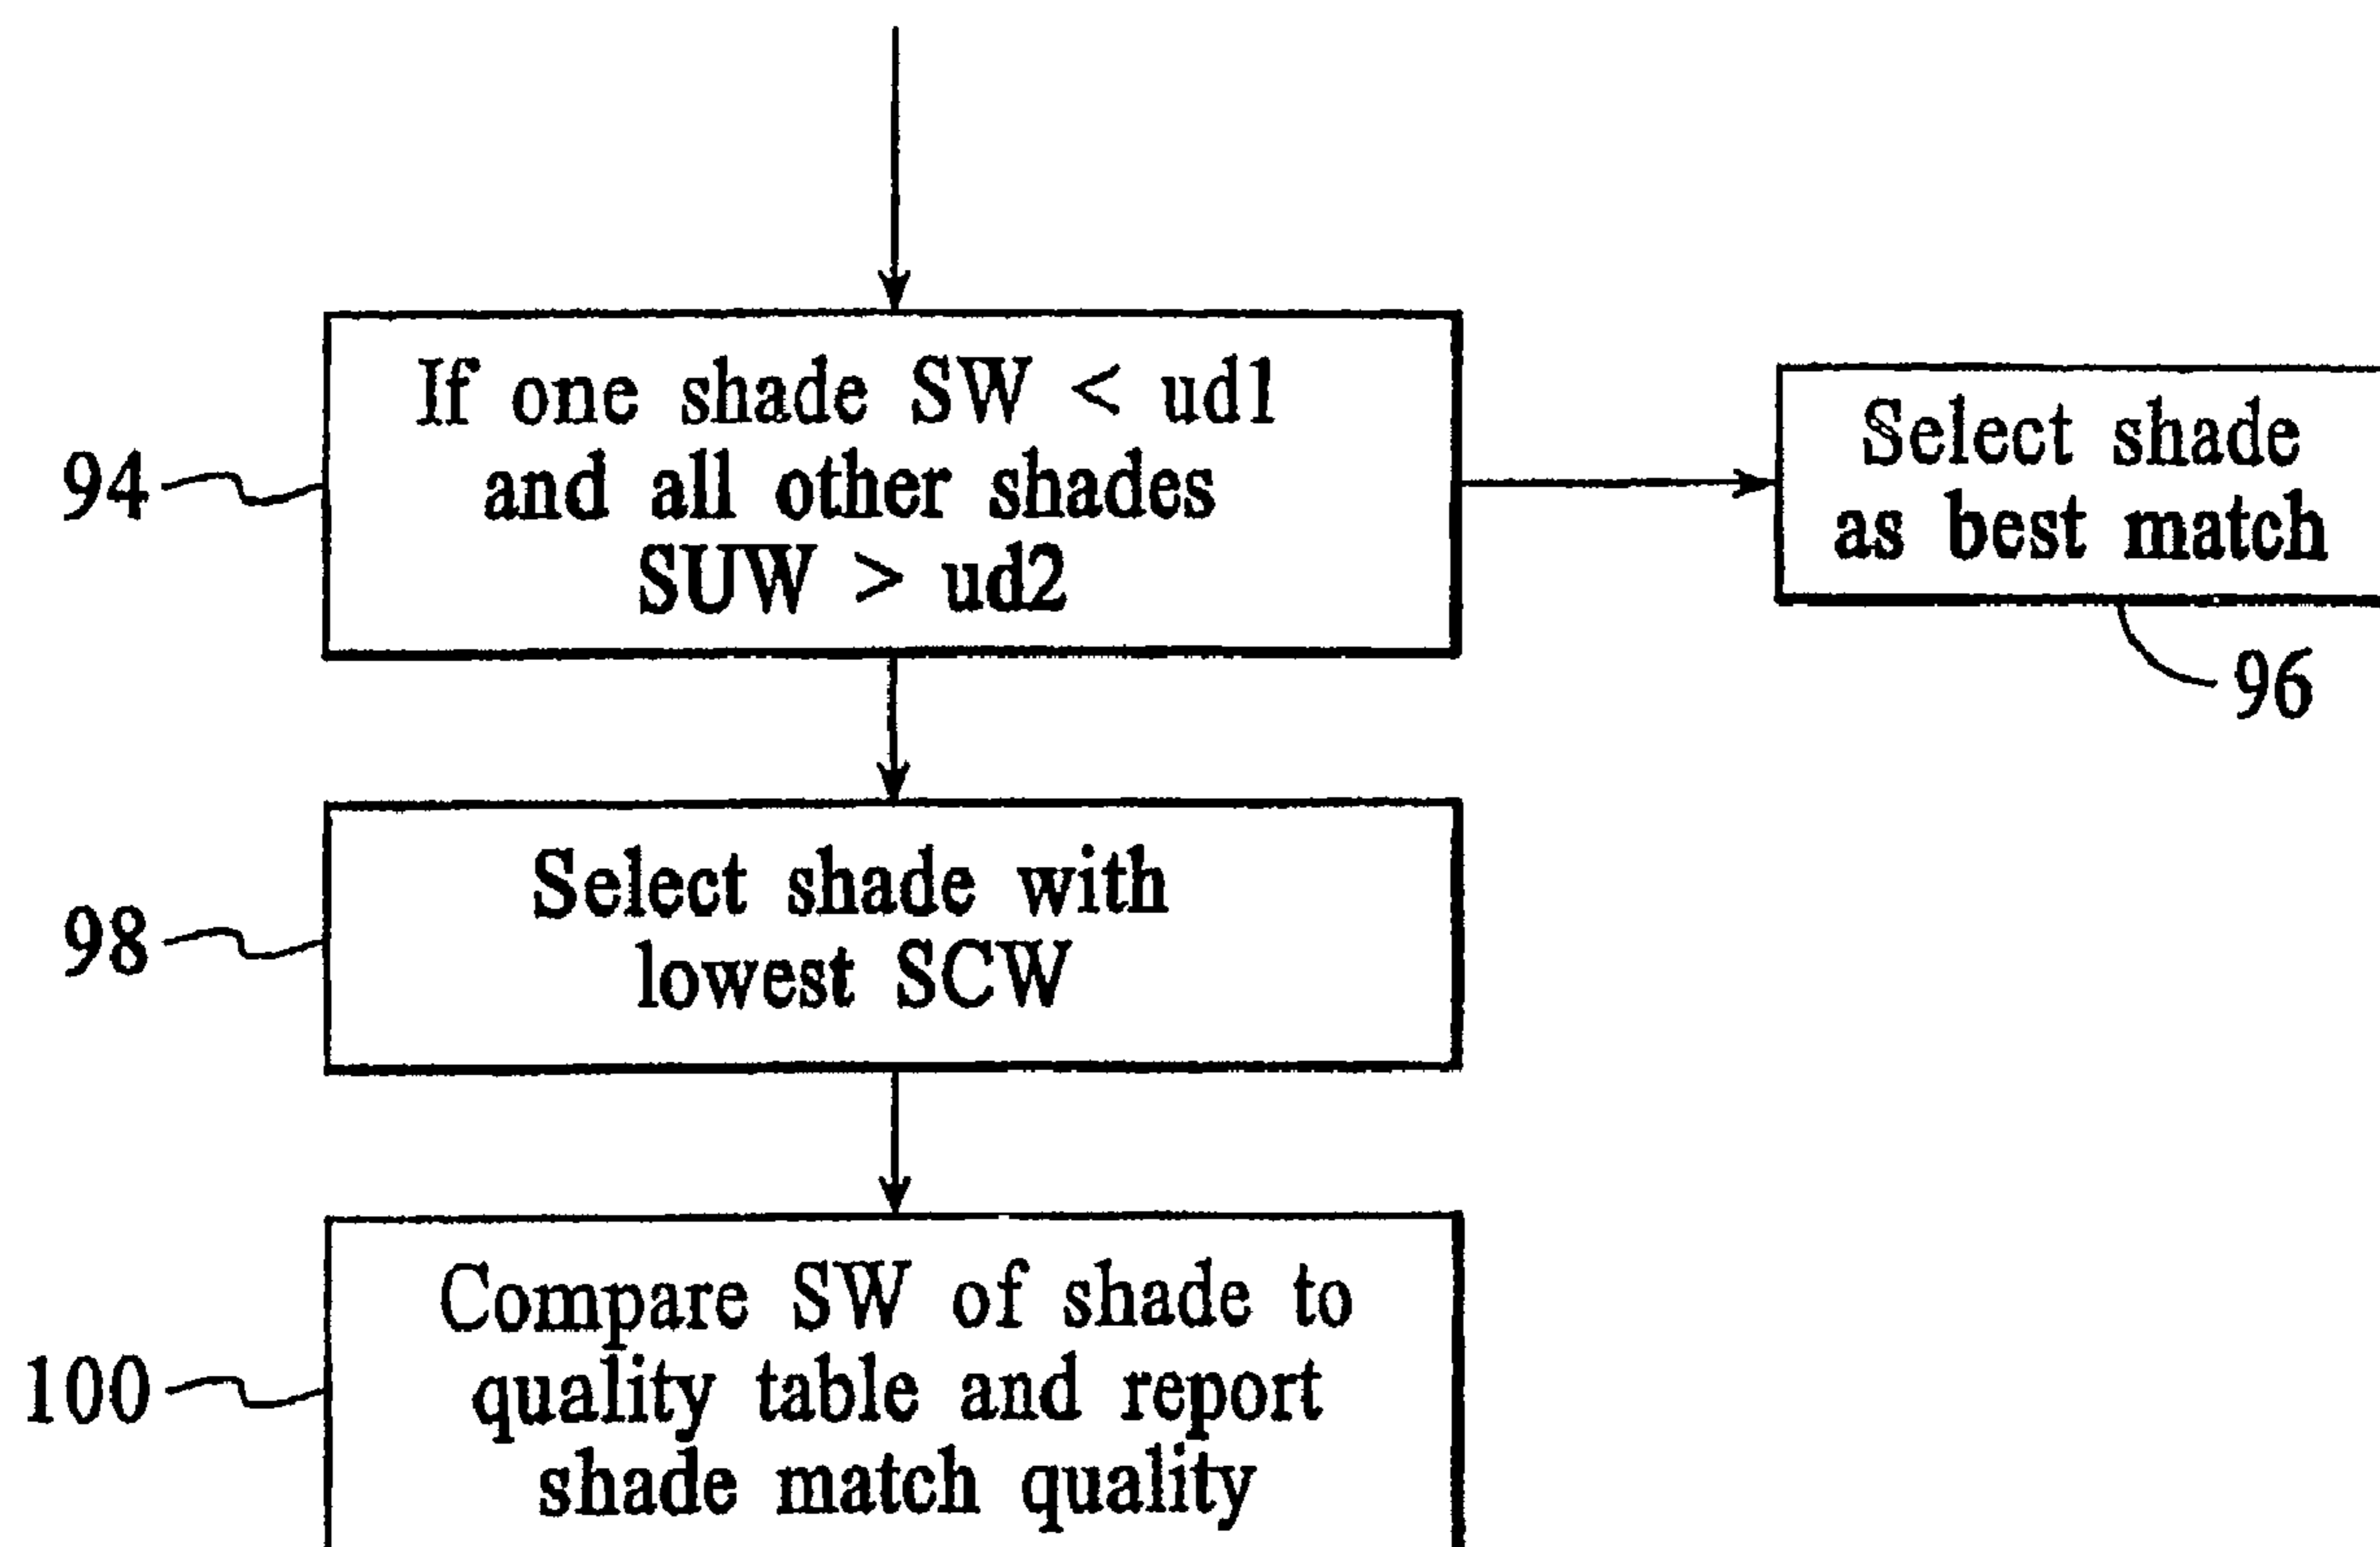 94
If one shade SW < ud1
and all other shades
SUW > ud2
Select shade
as best match
96
98
Select shade with
lowest SCW
100
Compare SW of shade to
quality table and report
shade match quality